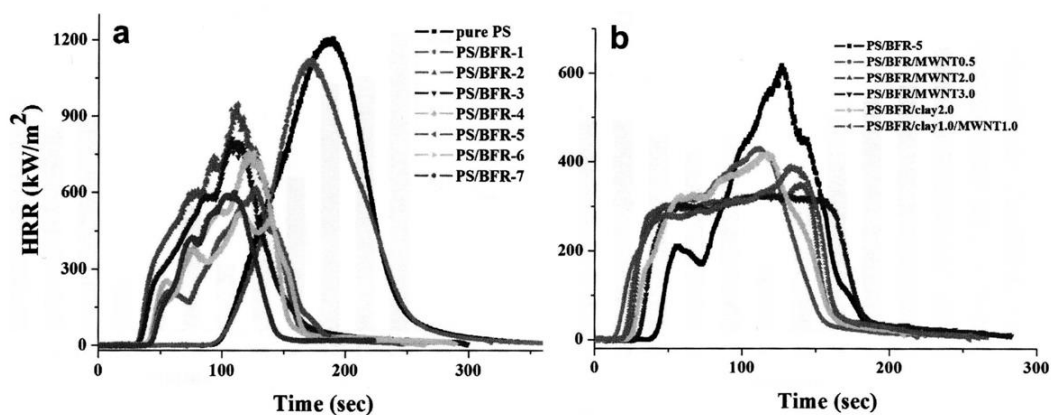 a
pure PS
PS/BFR-1
PS/BFR-2
PS/BFR-3
PS/BFR-4
PS/BFR-5
PS/BFR-6
PS/BFR-7
HRR (kW/m²)
1200
900
600
300
0
0
100
200
300
Time (sec)
b
PS/BFR-5
PS/BFR/MWNT0.5
PS/BFR/MWNT2.0
PS/BFR/MWNT3.0
PS/BFR/clay2.0
PS/BFR/clay1.0/MWNT1.0
600
400
200
0
0
100
200
300
Time (sec)